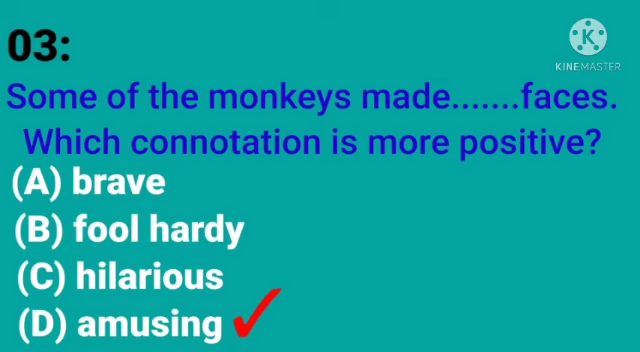 03:
K
KINEMASTER
Some of the monkeys made.......faces.
Which connotation is more positive?
(A) brave
(B) fool hardy
(C) hilarious
(D) amusing